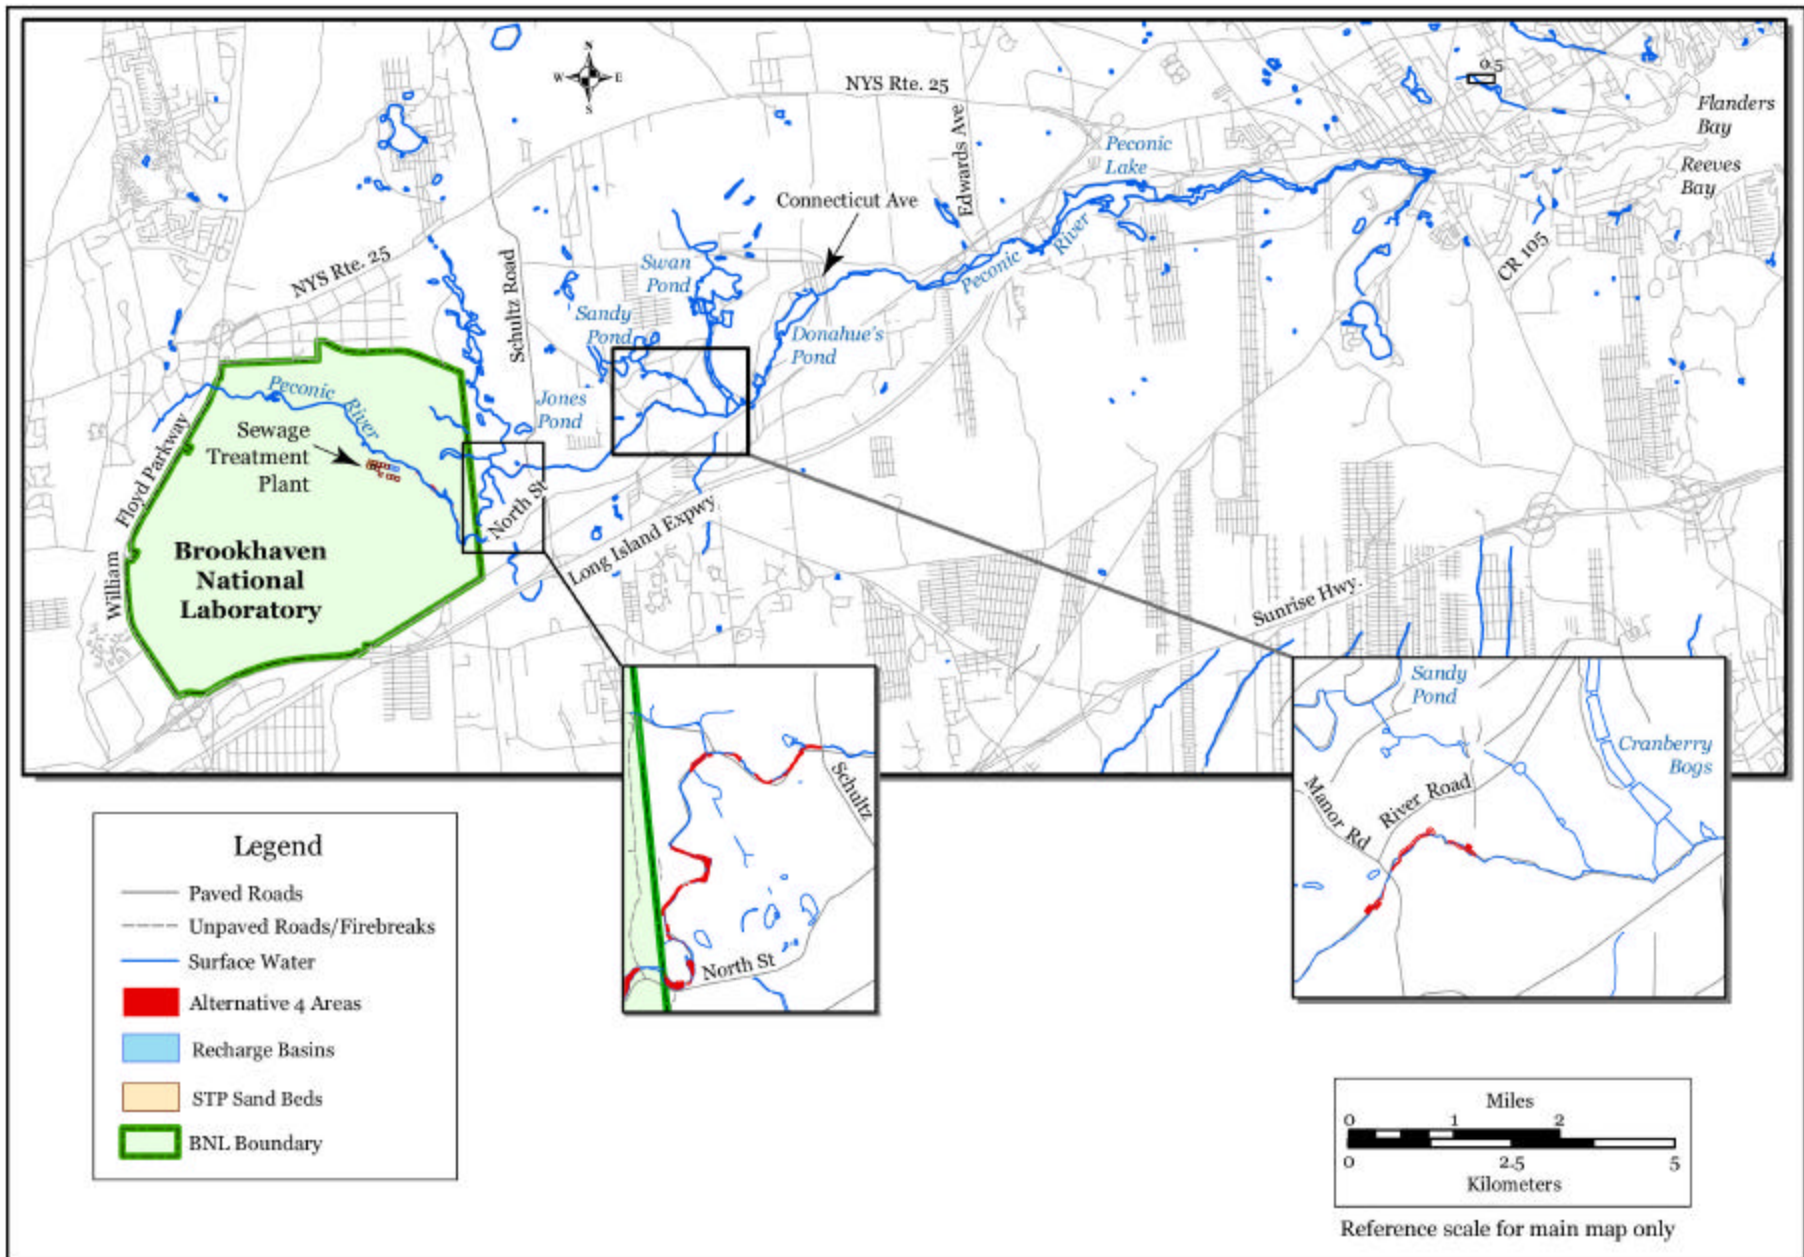 N
W E
S
NYS Rte. 25
0.5
Flanders
Bay
Reeves
Bay
Edwards Ave
Peconic
Lake
Connecticut Ave
CR 105
Peconic
River
Swan
Pond
Schultz Road
NYS Rte. 25
Sandy
Pond
Donahue's
Pond
Jones
Pond
Peconic
River
Sewage
Treatment
Plant
William
Floyd Parkway
North St
Long Island Expwy
Brookhaven
National
Laboratory
Sunrise Hwy.
Schultz
North St
Sandy
Pond
Cranberry
Bogs
Manor Rd
River Road
Legend
Paved Roads
Unpaved Roads/Firebreaks
Surface Water
Alternative 4 Areas
Recharge Basins
STP Sand Beds
BNL Boundary
Miles
0 1 2
0 2.5 5
Kilometers
Reference scale for main map only